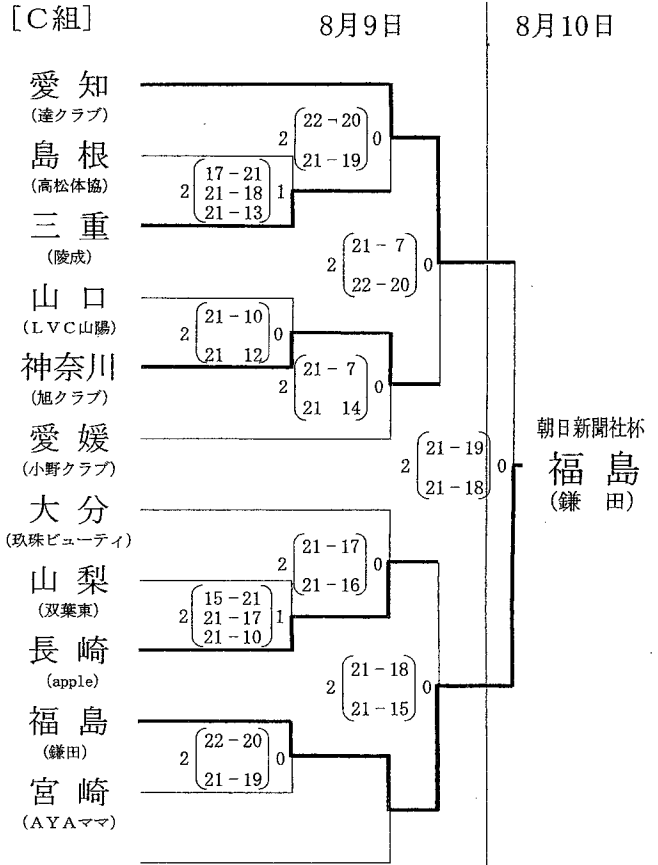 [C組]
8月9日
8月10日
愛知
(達クラブ)
島根
(高松体協)
三重
(陵成)
山口
(LVC山陽)
神奈川
(旭クラブ)
愛媛
(小野クラブ)
大分
(玖珠ビューティ)
山梨
(双葉東)
長崎
(apple)
福島
(鎌田)
宮崎
(AYAママ)
2 22-20 0
21-19
2 17-21 1
21-18
21-13
2 21-7 0
22-20
2 21-10 0
21 12
2 21-7 0
21 14
2 21-19 0
21-18
2 21-17 0
21-16
2 15-21 1
21-17
21-10
2 21-18 0
21-15
2 22-20 0
21-19
朝日新聞社杯
福島
(鎌田)